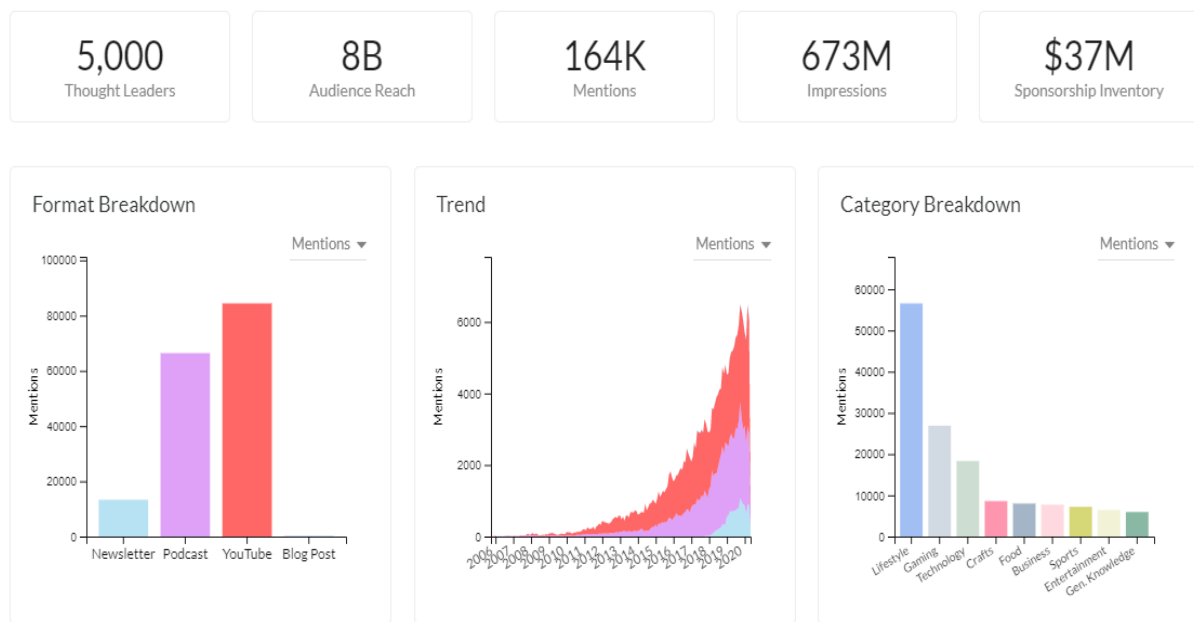 5,000
Thought Leaders
8B
Audience Reach
164K
Mentions
673M
Impressions
$37M
Sponsorship Inventory
Format Breakdown
Mentions
100000
80000
60000
40000
20000
0
Mentions
Newsletter Podcast YouTube Blog Post
Trend
Mentions
6000
4000
2000
0
Mentions
2006 2007 2008 2009 2010 2011 2012 2013 2014 2015 2016 2017 2018 2019 2020
Category Breakdown
Mentions
60000
50000
40000
30000
20000
10000
0
Mentions
Lifestyle Gaming Technology Crafts Food Business Sports Entertainment Gen. Knowledge